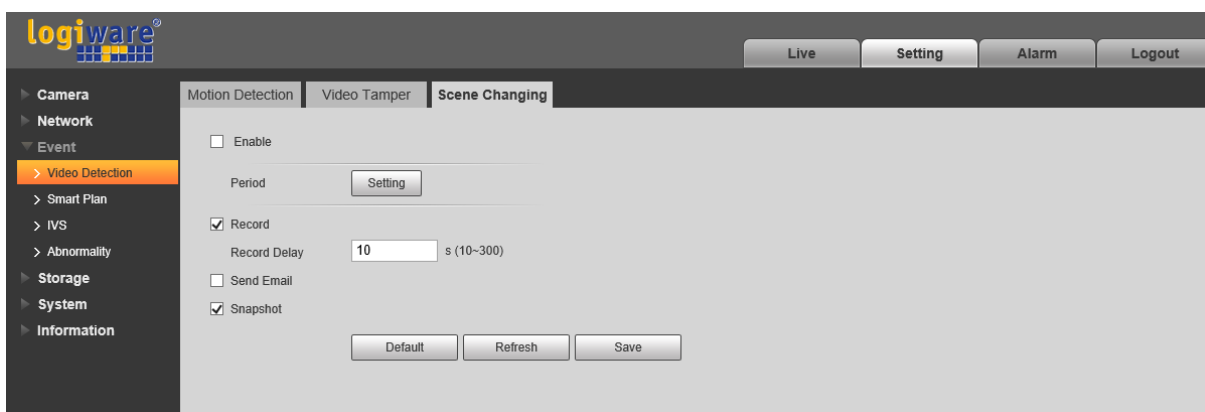 logiware®
Live Setting Alarm Logout
Camera
Network
Event
Video Detection
Smart Plan
IVS
Abnormality
Storage
System
Information
Motion Detection Video Tamper Scene Changing
Enable
Period Setting
Record
Record Delay 10 s (10~300)
Send Email
Snapshot
Default Refresh Save